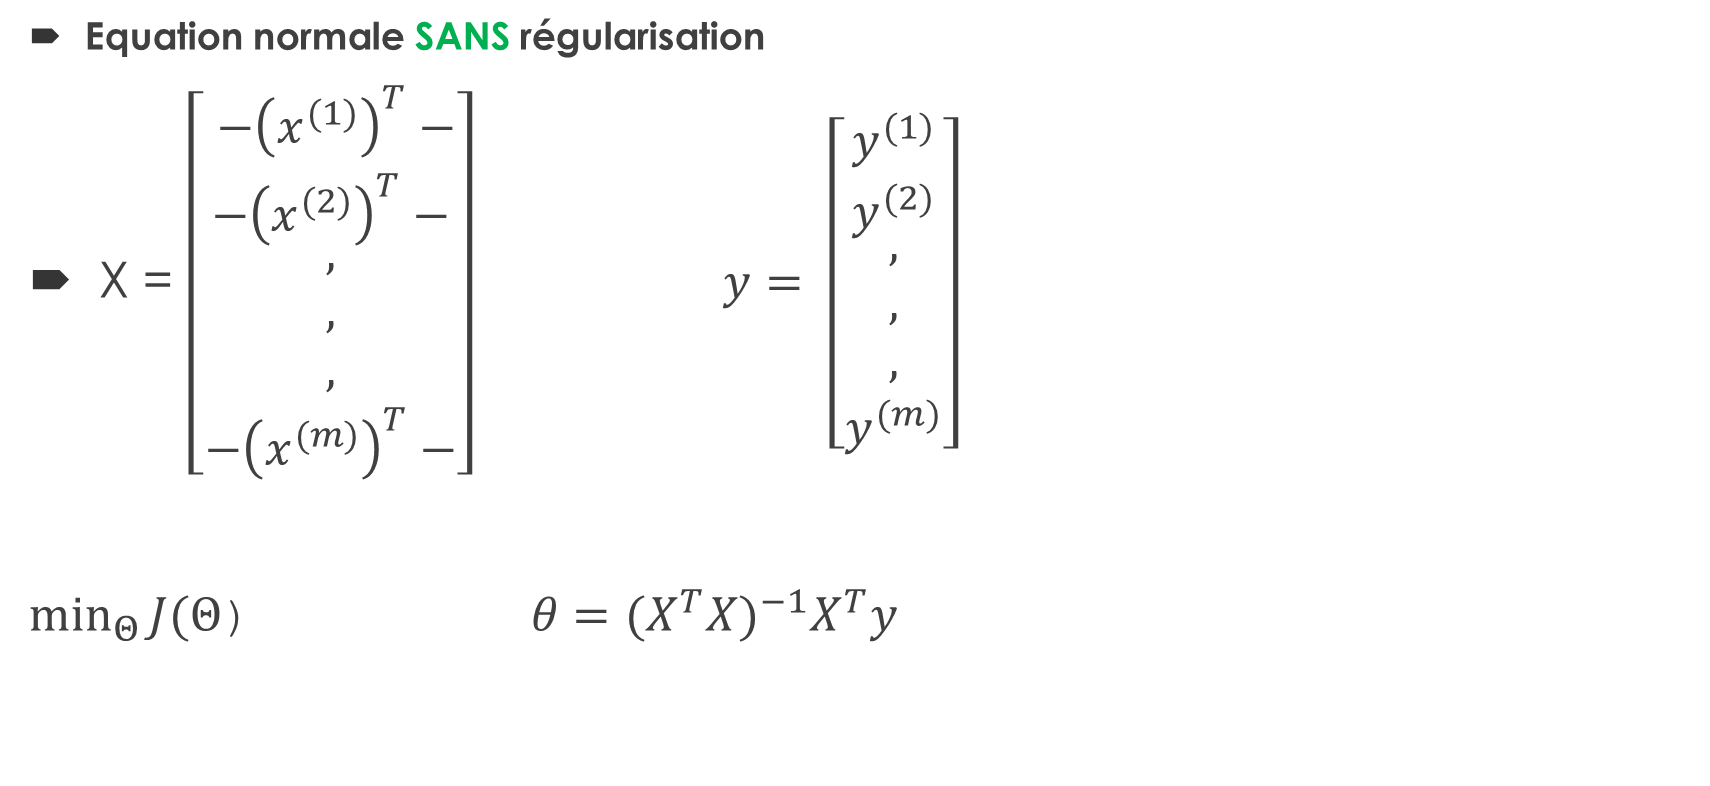 Equation normale SANS régularisation
X = [ −(x^(1))^T − ; −(x^(2))^T − ; , ; , ; , ; −(x^(m))^T − ]
y = [ y^(1) ; y^(2) ; , ; , ; , ; y^(m) ]
min_Θ J(Θ)
θ = (X^T X)^−1 X^T y